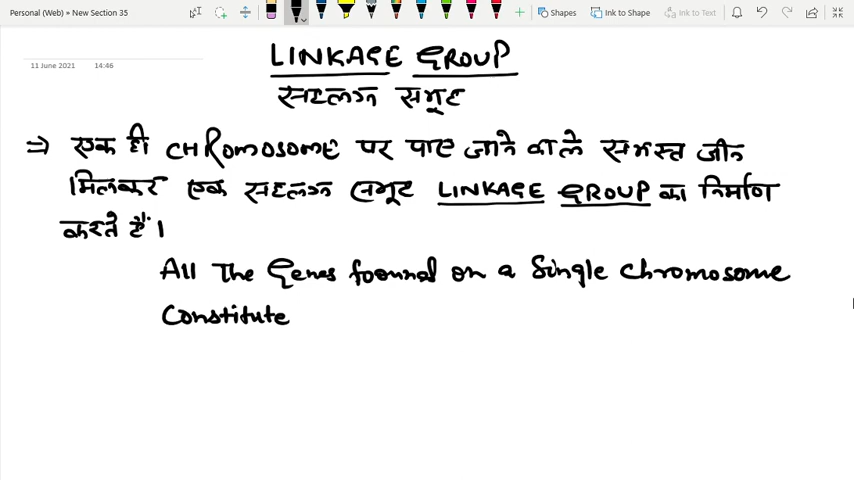 Personal (Web) » New Section 35
Shapes
Ink to Shape
Ink to Text
11 June 2021 14:46
LINKAGE GROUP
सहलग्न समूह
⇒ एक ही CHRomOSOmE पर पाए जाने वाले समस्त जीन
मिलकर एक सहलग्न समूह LINKAGE GROUP का निर्माण
करते हैं।
All The Genes founnd on a Single Chromosome
Constitute